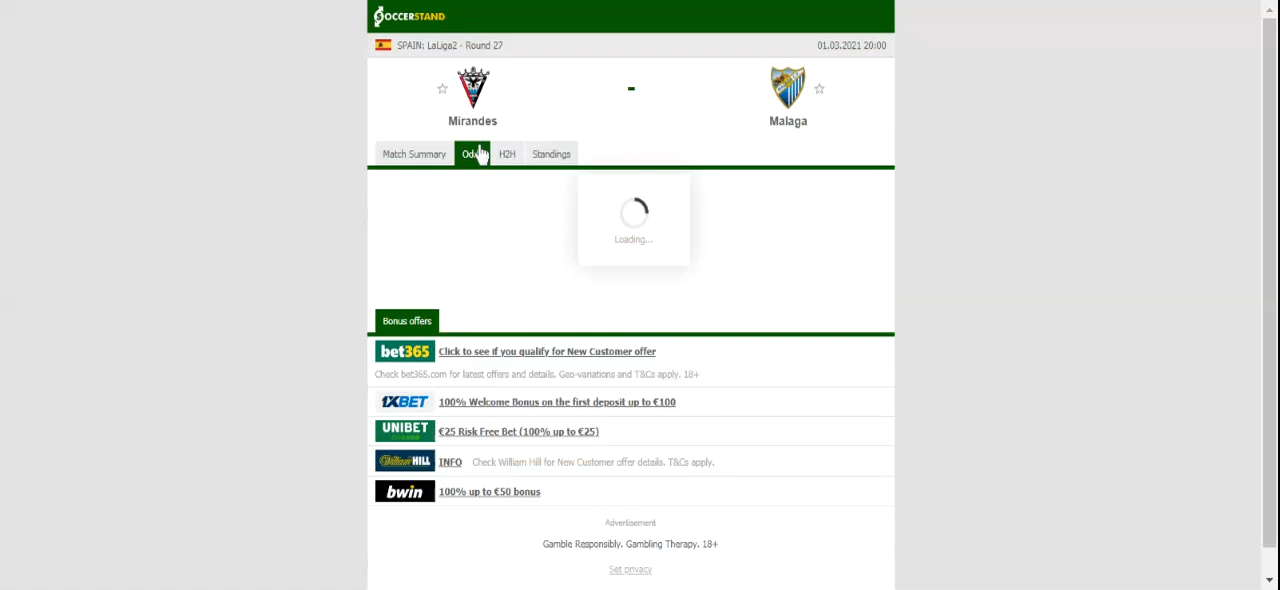 SOCCERSTAND
SPAIN: LaLiga2 - Round 27 01.03.2021 20:00
-
Mirandes Malaga
Match Summary H2H Standings
Loading...
Bonus offers
bet365 Click to see if you qualify for New Customer offer
Check bet365.com for latest offers and details. Geo-variations and T&Cs apply. 18+
1XBET 100% Welcome Bonus on the first deposit up to €100
UNIBET €25 Risk Free Bet (100% up to €25)
William HILL INFO Check William Hill for New Customer offer details. T&Cs apply.
bwin 100% up to €50 bonus
Advertisement
Gamble Responsibly. Gambling Therapy. 18+
Set privacy